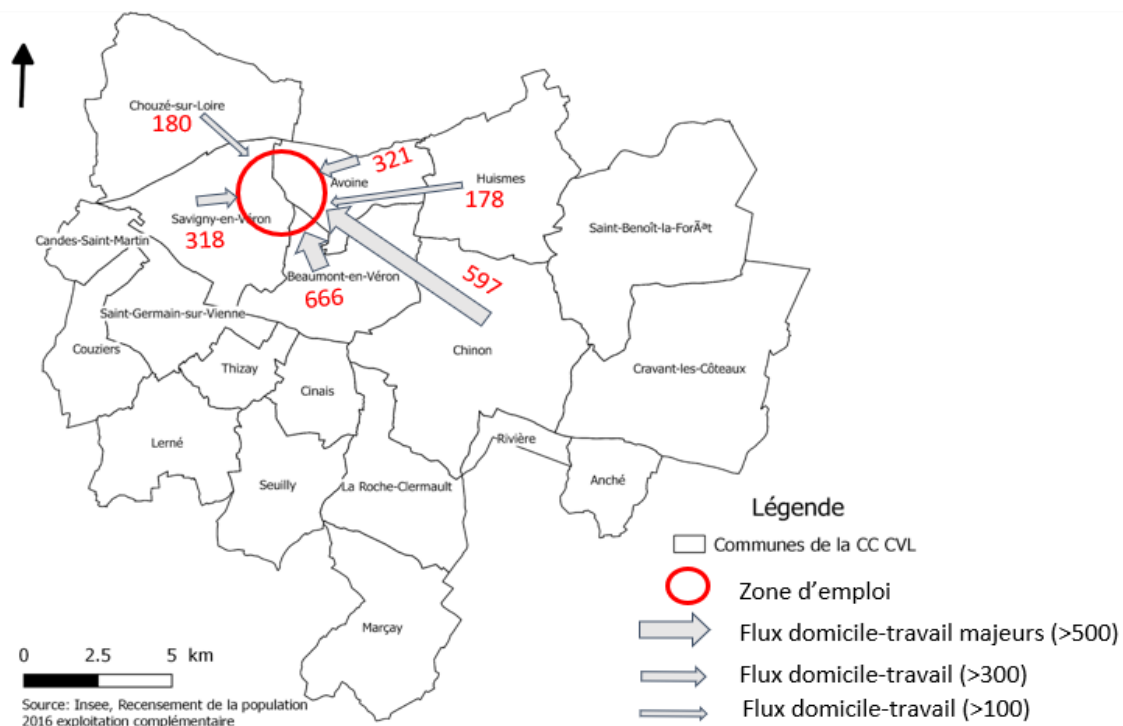 Chouzé-sur-Loire
180
321
Avoine
Huismes
178
Savigny-en-Véron
318
Candes-Saint-Martin
Saint-Benoît-la-ForÃªt
Beaumont-en-Véron
666
597
Saint-Germain-sur-Vienne
Couziers
Thizay
Chinon
Cravant-les-Côteaux
Cinais
Lerné
Rivière
Seuilly
La Roche-Clermault
Anché
Marçay
Légende
Communes de la CC CVL
Zone d'emploi
Flux domicile-travail majeurs (>500)
Flux domicile-travail (>300)
Flux domicile-travail (>100)
0 2.5 5 km
Source: Insee, Recensement de la population
2016 exploitation complémentaire